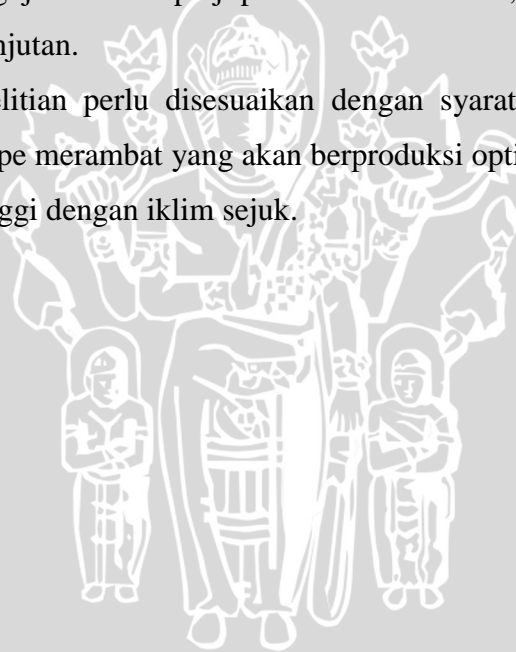 njutan.
elitian perlu disesuaikan dengan syarat
pe merambat yang akan berproduksi opti
ggi dengan iklim sejuk.